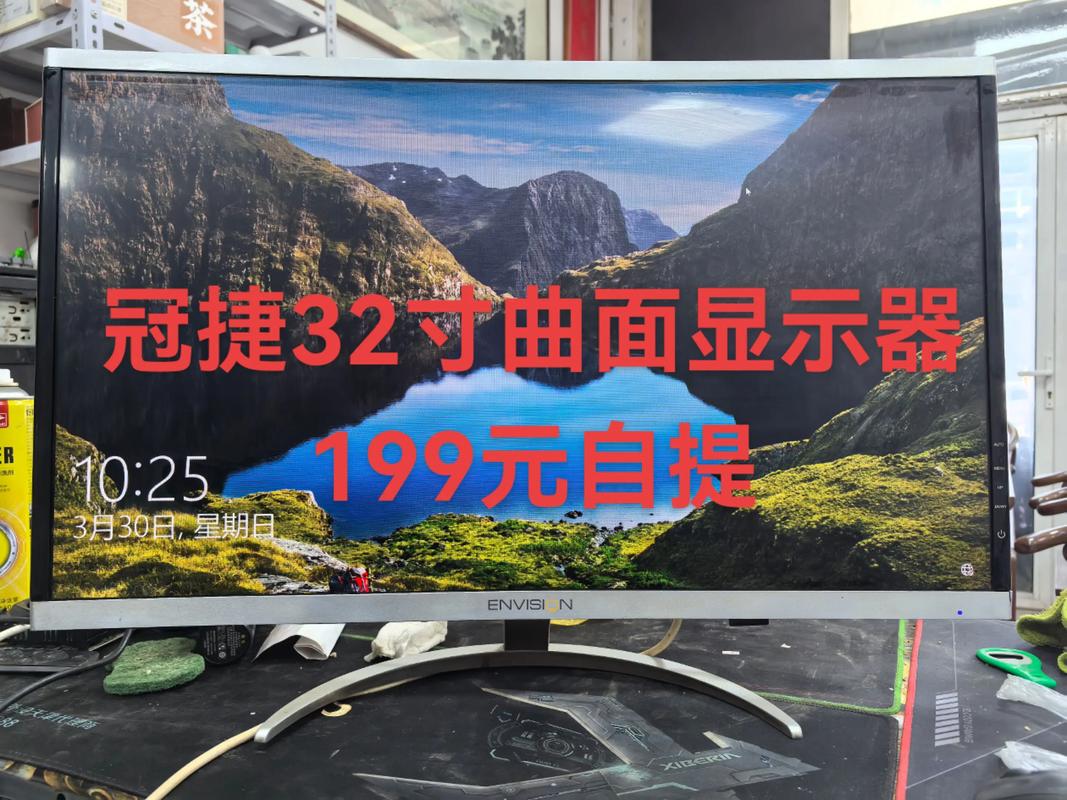 茶
冠捷32寸曲面显示器
199元自提
10:25
3月30日, 星期日
ENVISION
XIBERIA